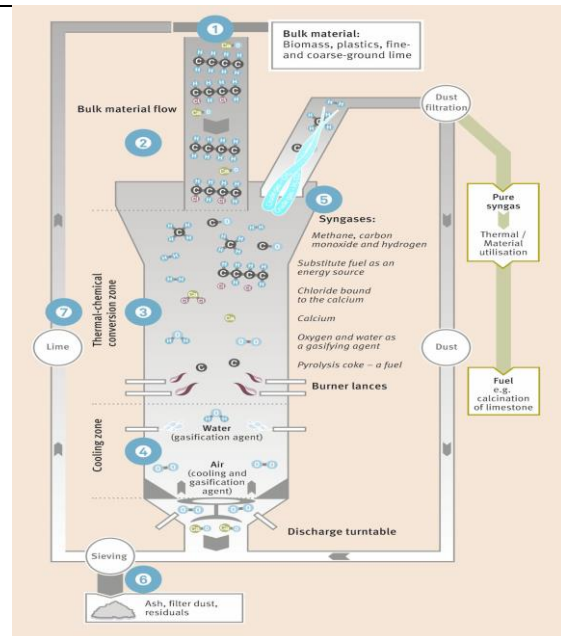 1
Bulk material:
Biomass, plastics, fine-
and coarse-ground lime
Bulk material flow
2
Dust
filtration
5
Syngases:
Methane, carbon
monoxide and hydrogen
Substitute fuel as an
energy source
Chloride bound
to the calcium
Calcium
Oxygen and water as
a gasifying agent
Pyrolysis coke – a fuel
Burner lances
Pure
syngas
Thermal /
Material
utilisation
Thermal-chemical
conversion zone
3
7
Lime
Dust
Fuel
e.g.
calcination
of limestone
Cooling zone
4
Water
(gasification agent)
Air
(cooling and
gasification
agent)
Discharge turntable
Sieving
6
Ash, filter dust,
residuals